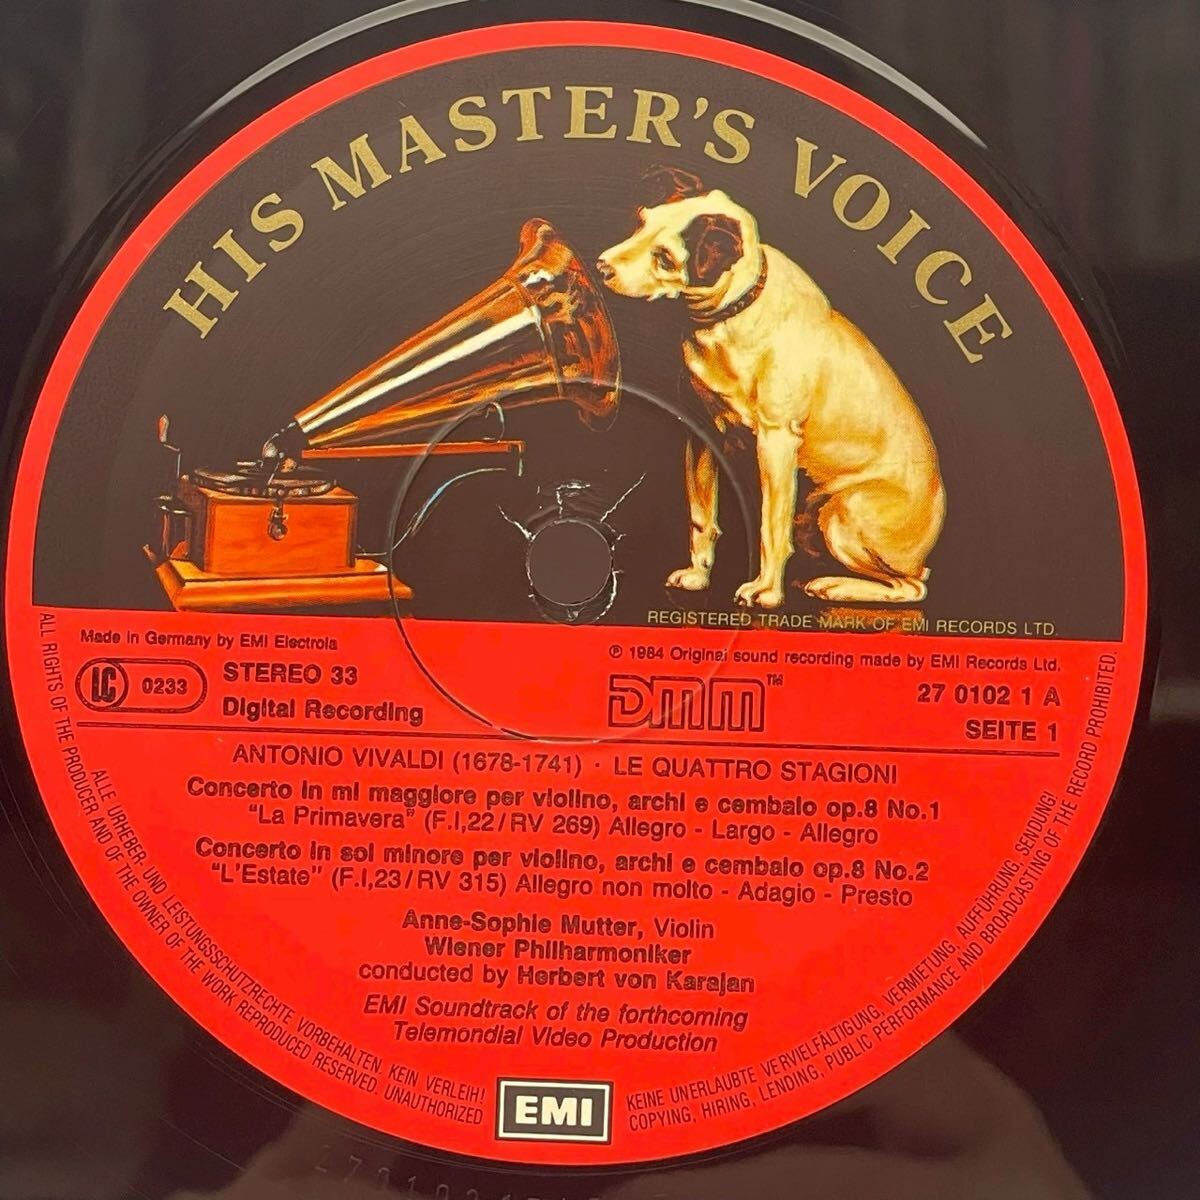 HIS MASTER'S VOICE
REGISTERED TRADE MARK OF EMI RECORDS LTD.
Made in Germany by EMI Electrola
℗ 1984 Original sound recording made by EMI Records Ltd.
LC 0233
STEREO 33
Digital Recording
DMM™
27 0102 1 A
SEITE 1
ANTONIO VIVALDI (1678-1741) · LE QUATTRO STAGIONI
Concerto in mi maggiore per violino, archi e cembalo op.8 No.1
"La Primavera" (F.I,22/RV 269) Allegro - Largo - Allegro
Concerto in sol minore per violino, archi e cembalo op.8 No.2
"L'Estate" (F.I,23/RV 315) Allegro non molto - Adagio - Presto
Anne-Sophie Mutter, Violin
Wiener Philharmoniker
conducted by Herbert von Karajan
EMI Soundtrack of the forthcoming
Telemondial Video Production
EMI
ALLE URHEBER- UND LEISTUNGSSCHUTZRECHTE VORBEHALTEN. KEIN VERLEIH! KEINE UNERLAUBTE VERVIELFÄLTIGUNG, VERMIETUNG, AUFFÜHRUNG, SENDUNG!
ALL RIGHTS OF THE PRODUCER AND OF THE OWNER OF THE WORK REPRODUCED RESERVED. UNAUTHORIZED COPYING, HIRING, LENDING, PUBLIC PERFORMANCE AND BROADCASTING OF THE RECORD PROHIBITED.